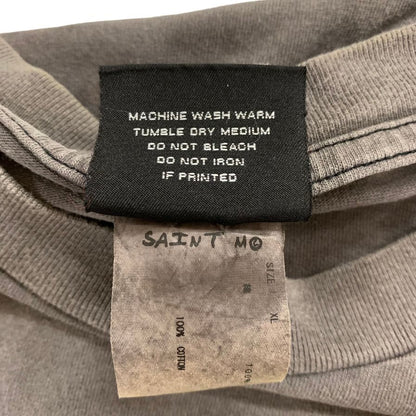 MACHINE WASH WARM
TUMBLE DRY MEDIUM
DO NOT BLEACH
DO NOT IRON
IF PRINTED
SAINT M©
SIZE XL
100% COTTON
100%